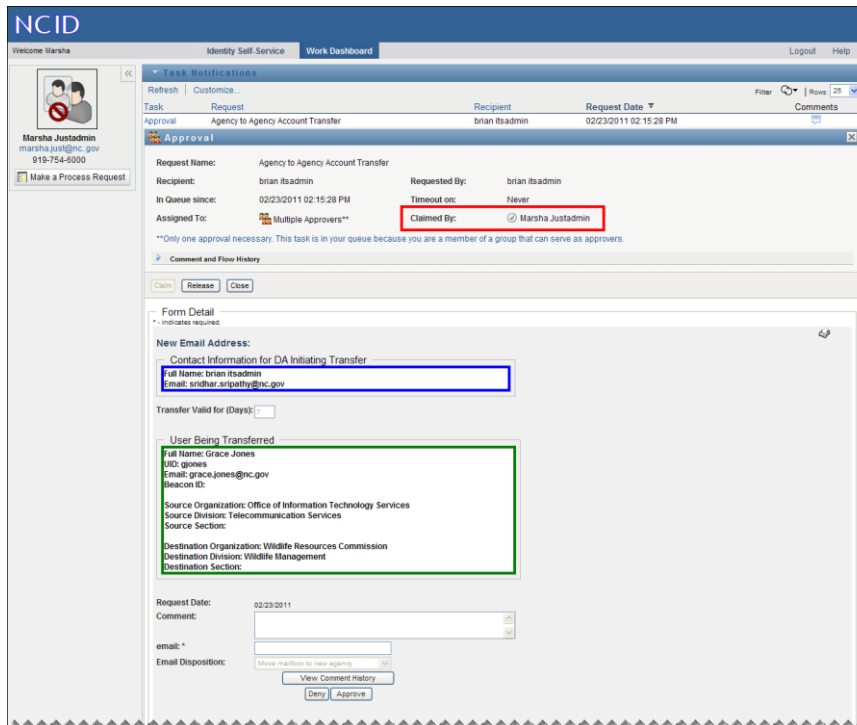 NCID
Welcome Marsha
Identity Self-Service
Work Dashboard
Logout
Help
Marsha Justadmin
marsha.just@nc..gov
919-754-6000
Make a Process Request
Task Notifications
Refresh | Customize...
Filter | Rows: 25
Task Request Recipient Request Date Comments
Approval Agency to Agency Account Transfer brian itsadmin 02/23/2011 02:15:28 PM
Approval
Request Name: Agency to Agency Account Transfer
Recipient: brian itsadmin Requested By: brian itsadmin
In Queue since: 02/23/2011 02:15:28 PM Timeout on: Never
Assigned To: Multiple Approvers** Claimed By: Marsha Justadmin
**Only one approval necessary. This task is in your queue because you are a member of a group that can serve as approvers.
Comment and Flow History
Claim Release Close
Form Detail
* - indicates required.
New Email Address:
Contact Information for DA Initiating Transfer
Full Name: brian itsadmin
Email: sridhar.sripathy@nc.gov
Transfer Valid for (Days): 7
User Being Transferred
Full Name: Grace Jones
UID: gjones
Email: grace.jones@nc.gov
Beacon ID:
Source Organization: Office of Information Technology Services
Source Division: Telecommunication Services
Source Section:
Destination Organization: Wildlife Resources Commission
Destination Division: Wildlife Management
Destination Section:
Request Date: 02/23/2011
Comment:
email: *
Email Disposition: Move mailbox to new agency
View Comment History
Deny Approve